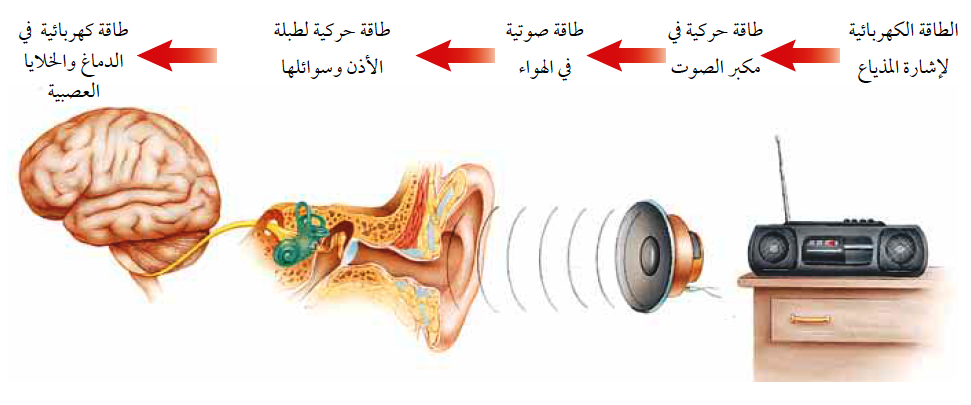 الطاقة الكهربائية
لإشارة المذياع
طاقة حركية في
مكبر الصوت
طاقة صوتية
في الهواء
طاقة حركية لطبلة
الأذن وسوائلها
طاقة كهربائية في
الدماغ والخلايا
العصبية